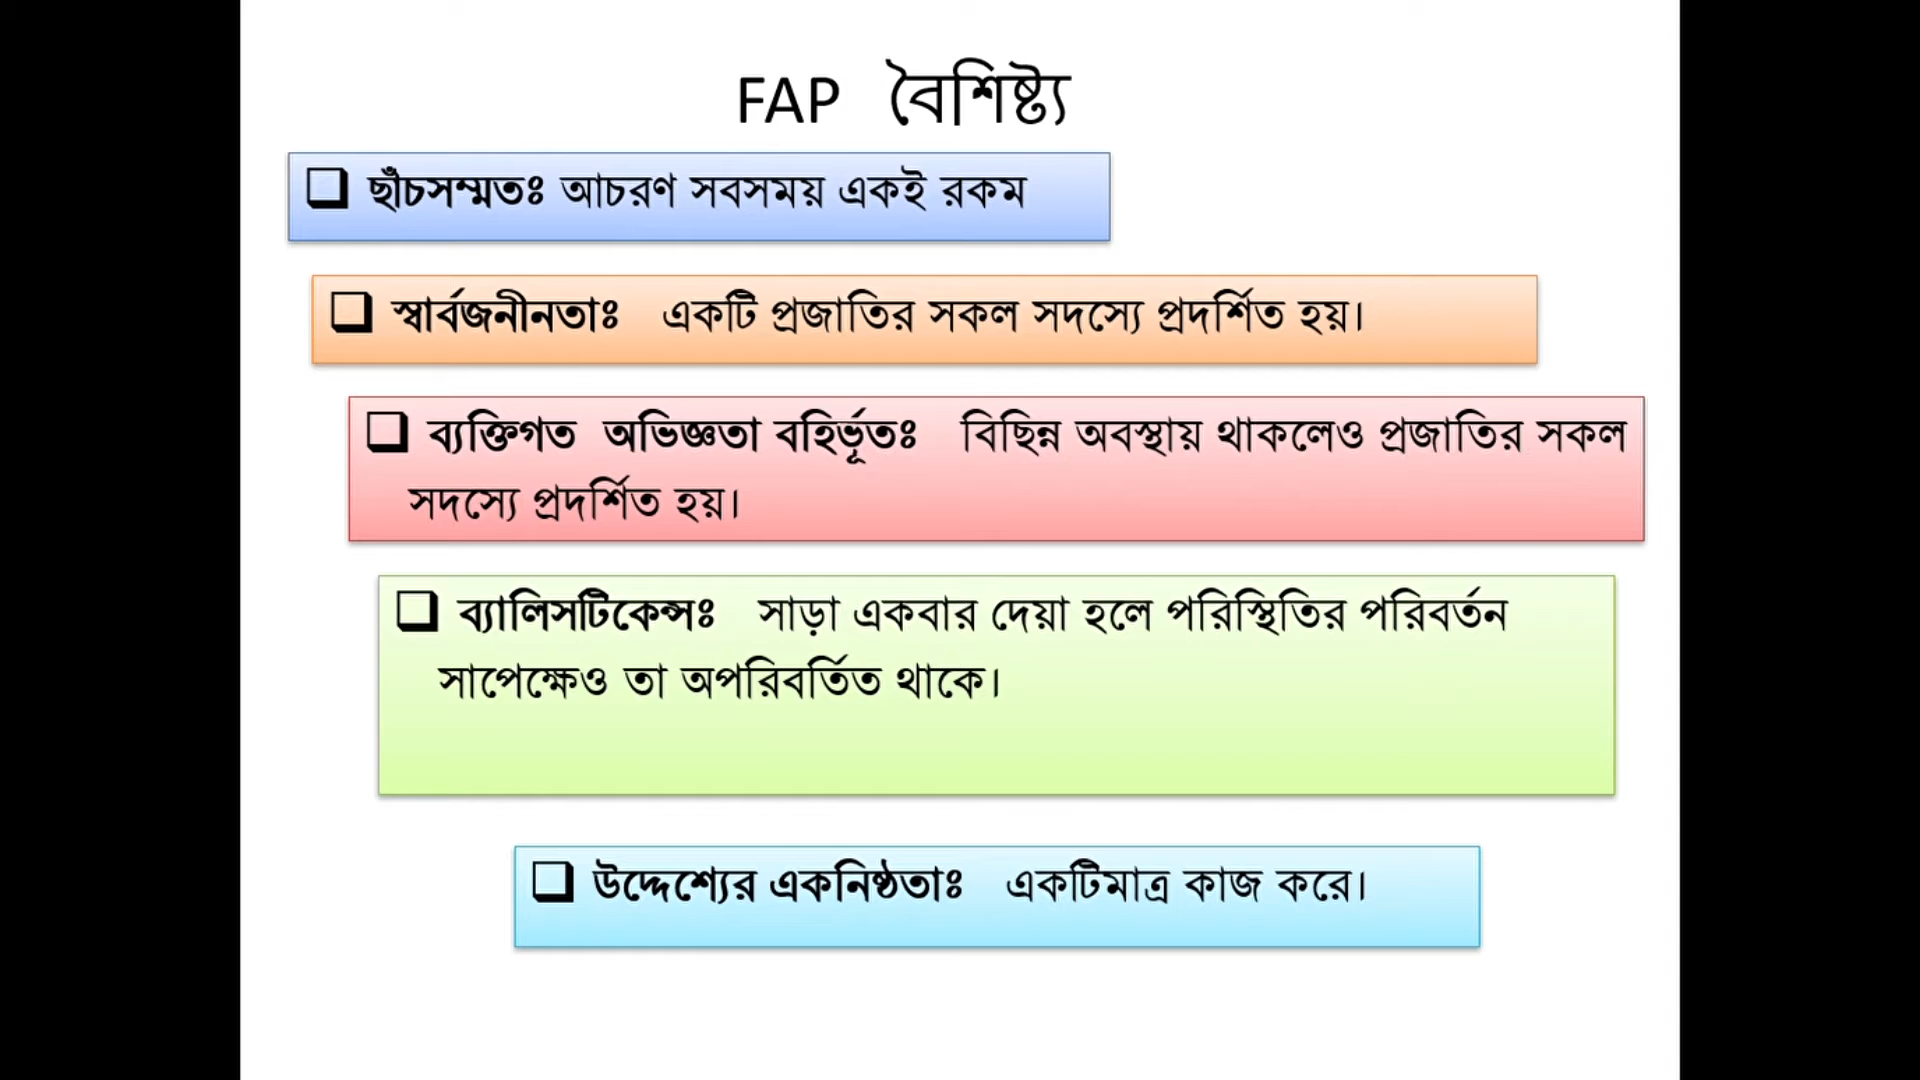 FAP বৈশিষ্ট্য
❑ ছাঁচসম্মতঃ আচরণ সবসময় একই রকম
❑ স্বার্বজনীনতাঃ একটি প্রজাতির সকল সদস্যে প্রদর্শিত হয়।
❑ ব্যক্তিগত অভিজ্ঞতা বহির্ভূতঃ বিছিন্ন অবস্থায় থাকলেও প্রজাতির সকল
সদস্যে প্রদর্শিত হয়।
❑ ব্যালিসটিকেন্সঃ সাড়া একবার দেয়া হলে পরিস্থিতির পরিবর্তন
সাপেক্ষেও তা অপরিবর্তিত থাকে।
❑ উদ্দেশ্যের একনিষ্ঠতাঃ একটিমাত্র কাজ করে।